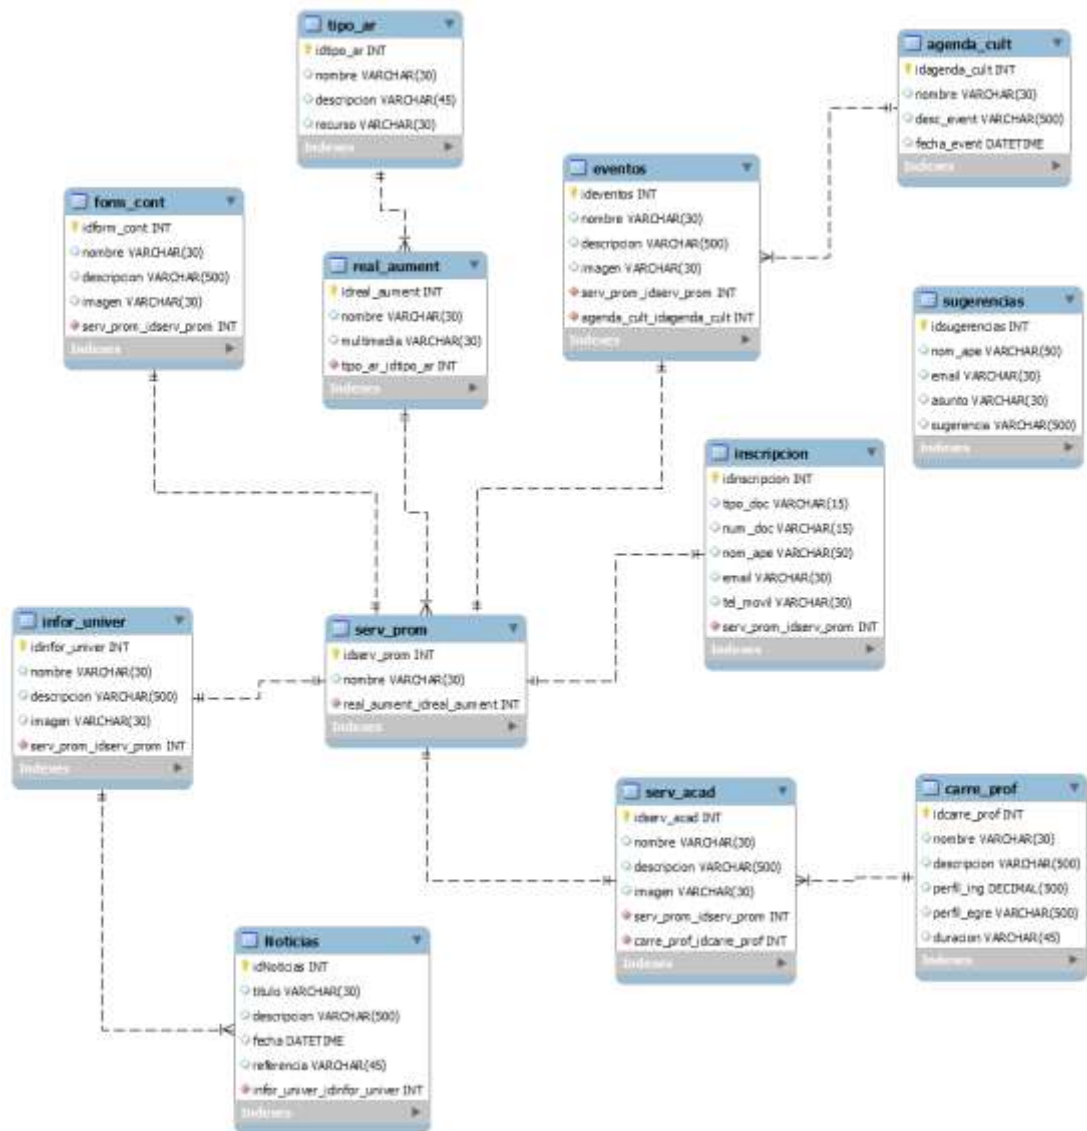 tipo_ar
idtipo_ar INT
nombre VARCHAR(30)
descripcion VARCHAR(45)
recurso VARCHAR(30)
Indexes
agenda_cult
idagenda_cult INT
nombre VARCHAR(30)
desc_event VARCHAR(500)
fecha_event DATETIME
Indexes
eventos
ideventos INT
nombre VARCHAR(30)
descripcion VARCHAR(500)
imagen VARCHAR(30)
serv_prom_idserv_prom INT
agenda_cult_idagenda_cult INT
Indexes
form_cont
idform_cont INT
nombre VARCHAR(30)
descripcion VARCHAR(500)
imagen VARCHAR(30)
serv_prom_idserv_prom INT
Indexes
real_aument
idreal_aument INT
nombre VARCHAR(30)
multimedia VARCHAR(30)
tipo_ar_idtipo_ar INT
Indexes
sugerencias
idsugerencias INT
nom_ape VARCHAR(50)
email VARCHAR(30)
asunto VARCHAR(30)
sugerencia VARCHAR(500)
Indexes
inscripcion
idinscripcion INT
tipo_doc VARCHAR(15)
num_doc VARCHAR(15)
nom_ape VARCHAR(50)
email VARCHAR(30)
tel_movil VARCHAR(30)
serv_prom_idserv_prom INT
Indexes
infor_univer
idinfor_univer INT
nombre VARCHAR(30)
descripcion VARCHAR(500)
imagen VARCHAR(30)
serv_prom_idserv_prom INT
Indexes
serv_prom
idserv_prom INT
nombre VARCHAR(30)
real_aument_idreal_aument INT
Indexes
serv_acad
idserv_acad INT
nombre VARCHAR(30)
descripcion VARCHAR(500)
imagen VARCHAR(30)
serv_prom_idserv_prom INT
carre_prof_idcarre_prof INT
Indexes
carre_prof
idcarre_prof INT
nombre VARCHAR(30)
descripcion VARCHAR(500)
perfil_ing DECIMAL(500)
perfil_egre VARCHAR(500)
duracion VARCHAR(45)
Indexes
Noticias
idNoticias INT
titulo VARCHAR(30)
descripcion VARCHAR(500)
fecha DATETIME
referencia VARCHAR(45)
infor_univer_idinfor_univer INT
Indexes